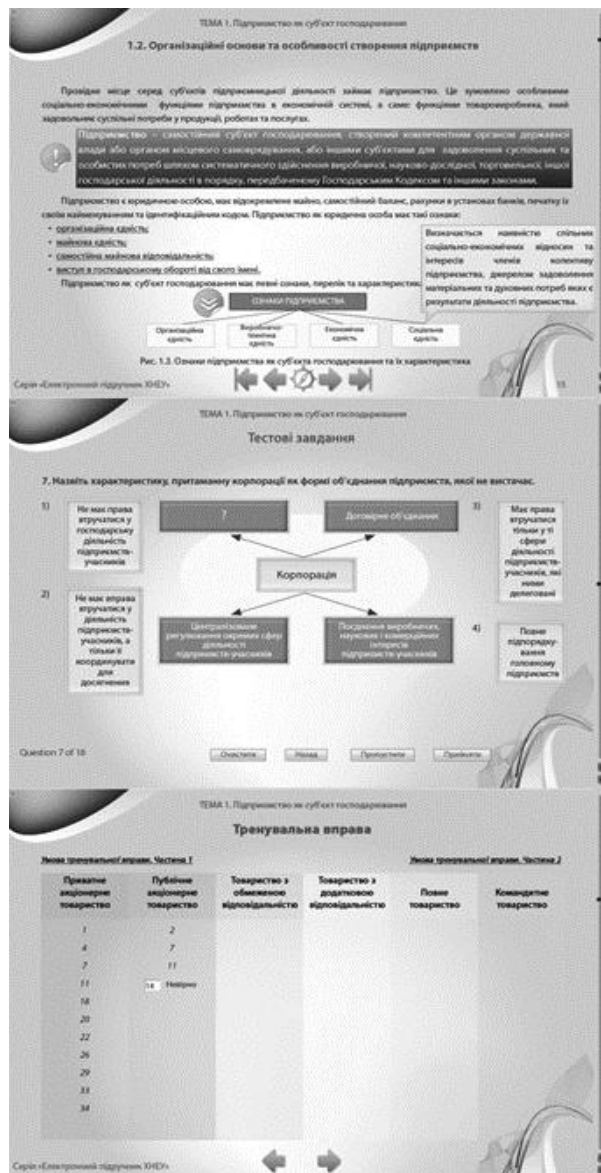 ТЕМА 1. Підприємство як суб'єкт господарювання
1.2. Організаційні основи та особливості створення підприємств
Провідне місце серед суб'єктів підприємницької діяльності займає підприємство. Це зумовлено особливими
соціально-економічними функціями підприємства в економічній системі, а саме: функціями товаровиробника, який
задовольняє суспільні потреби у продукції, роботах та послугах.
Підприємство – самостійний суб'єкт господарювання, створений компетентним органом державної
влади або органом місцевого самоврядування, або іншими суб'єктами для задоволення суспільних та
особистих потреб шляхом систематичного здійснення виробничої, науково-дослідної, торговельної, іншої
господарської діяльності в порядку, передбаченому Господарським Кодексом та іншими законами.
Підприємство є юридичною особою, має відокремлене майно, самостійний баланс, рахунки в установах банків, печатку із
своїм найменуванням та ідентифікаційним кодом. Підприємство як юридична особа має такі ознаки:
• організаційна єдність;
• майнова єдність;
• самостійна майнова відповідальність;
• виступ в господарському обороті від свого імені.
Підприємство як суб'єкт господарювання має певні ознаки, перелік та характеристик
Визначається наявністю спільних
соціально-економічних відносин та
інтересів членів колективу
підприємства, джерелом задоволення
матеріальних та духовних потреб яких є
результати діяльності підприємства.
ОЗНАКИ ПІДПРИЄМСТВА
Організаційна єдність
Виробничо-технічна єдність
Економічна єдність
Соціальна єдність
Рис. 1.3. Ознаки підприємства як суб'єкта господарювання та їх характеристика
Серія «Електронний підручник ХНЕУ»
15
ТЕМА 1. Підприємство як суб'єкт господарювання
Тестові завдання
7. Назвіть характеристику, притаманну корпорації як формі об'єднання підприємств, якої не вистачає.
1)
Не має права
втручатися у
господарську
діяльність
підприємств-
учасників
?
Договірне об'єднання
3)
Має права
втручатися
тільки у ті
сфери
діяльності
підприємств-
учасників, які
ними
делеговані
Корпорація
2)
Не має вправа
втручатися у
діяльність
підприємств-
учасників, а
тільки її
координувати
для
досягнення
Централізоване
регулювання окремих сфер
діяльності
підприємств-учасників
Поєднання виробничих,
наукових і комерційних
інтересів
підприємств-учасників
4)
Повне
підпорядку-
вання
головному
підприємств
Question 7 of 18
Очистити
Назад
Пропустити
Прийняти
ТЕМА 1. Підприємство як суб'єкт господарювання
Тренувальна вправа
Умова тренувальної вправи. Частина 1
Умова тренувальної вправи. Частина 2
Приватне акціонерне товариство
Публічне акціонерне товариство
Товариство з обмеженою відповідальністю
Товариство з додатковою відповідальністю
Повне товариство
Командитне товариство
1 2
4 7
7 11
11 14 Невірно
18
20
22
26
29
33
34
Серія «Електронний підручник ХНЕУ»